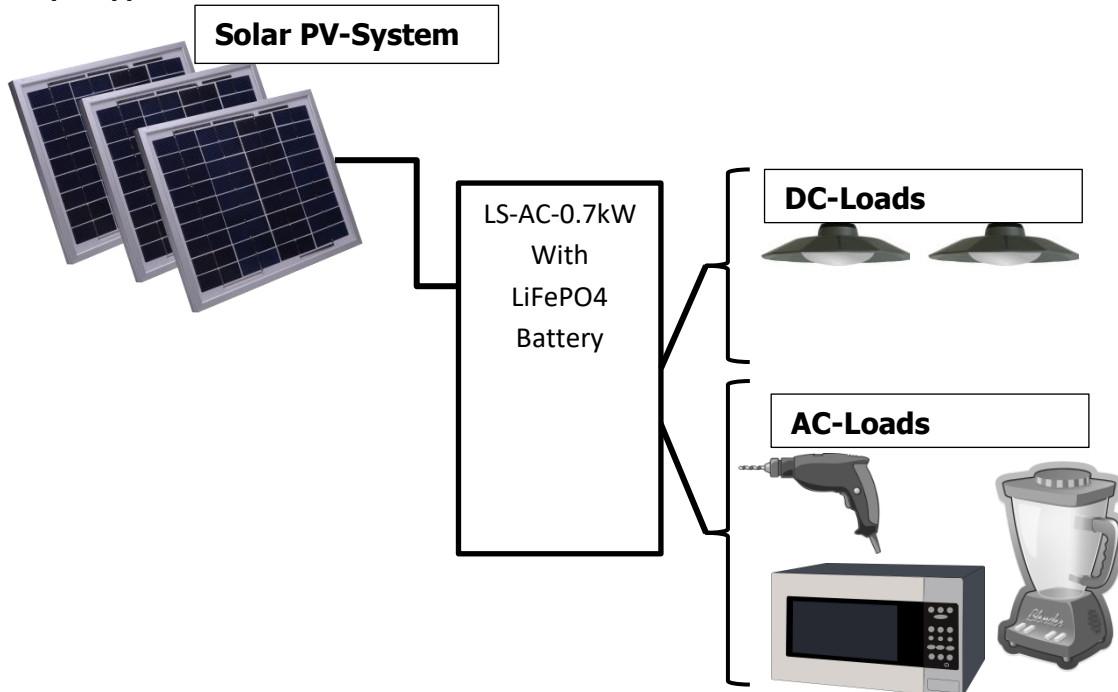 Solar PV-System
LS-AC-0.7kW
With
LiFePO4
Battery
DC-Loads
AC-Loads